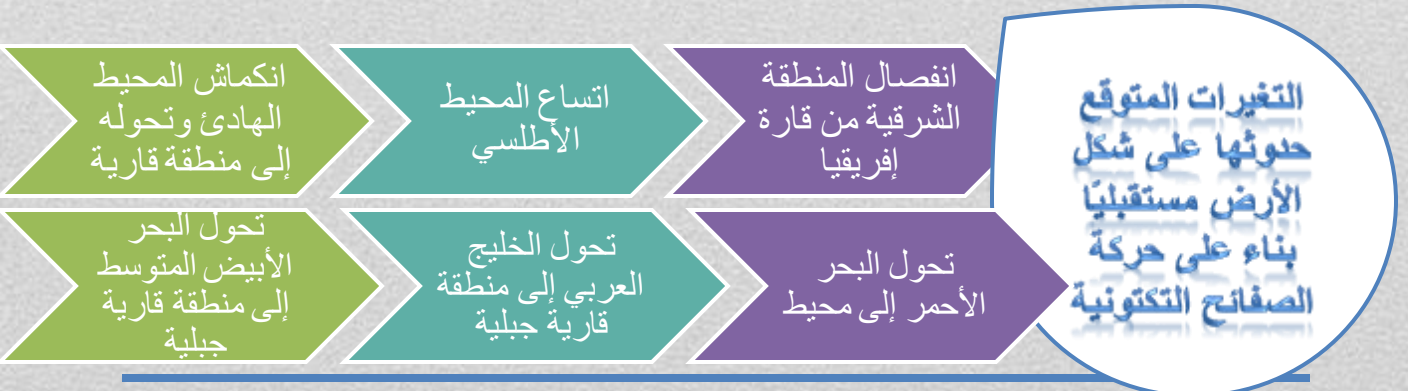 التغيرات المتوقع
حدوثها على شكل
الأرض مستقبليًا
بناء على حركة
الصفائح التكتونية
انفصال المنطقة
الشرقية من قارة
إفريقيا
اتساع المحيط
الأطلسي
انكماش المحيط
الهادئ وتحوله
إلى منطقة قارية
تحول البحر
الأحمر إلى محيط
تحول الخليج
العربي إلى منطقة
قارية جبلية
تحول البحر
الأبيض المتوسط
إلى منطقة قارية
جبلية